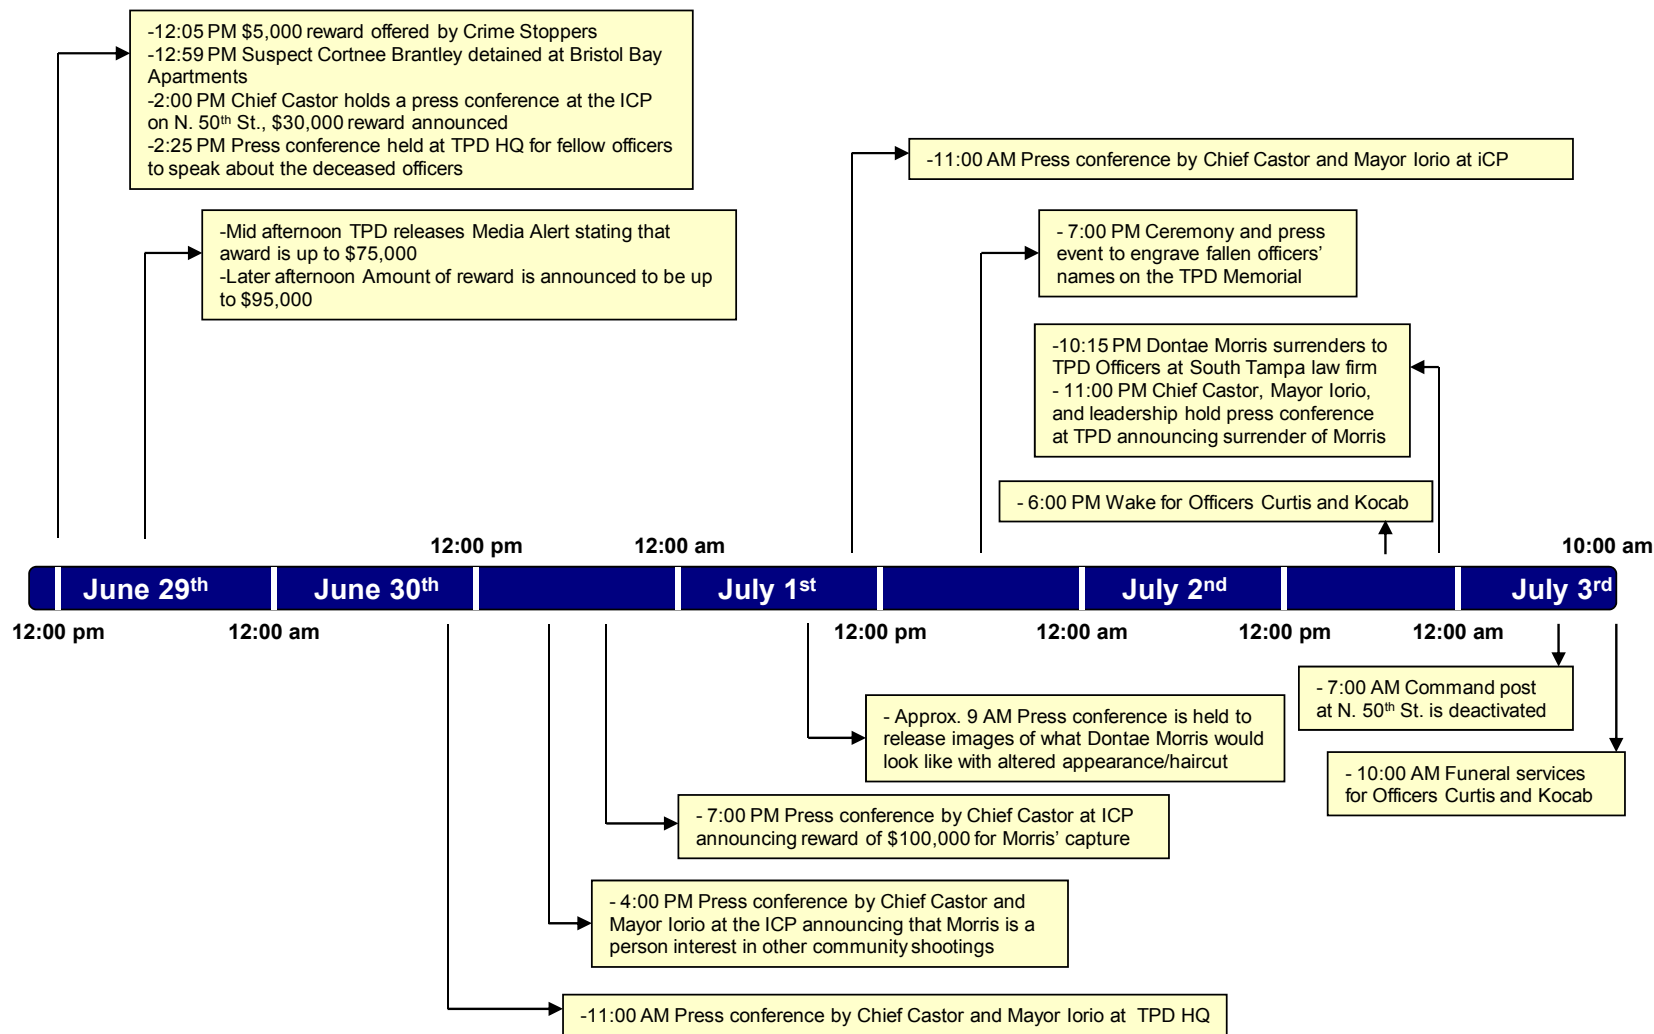 -12:05 PM $5,000 reward offered by Crime Stoppers
-12:59 PM Suspect Cortnee Brantley detained at Bristol Bay
Apartments
-2:00 PM Chief Castor holds a press conference at the ICP
on N. 50th St., $30,000 reward announced
-2:25 PM Press conference held at TPD HQ for fellow officers
to speak about the deceased officers
-11:00 AM Press conference by Chief Castor and Mayor Iorio at iCP
-Mid afternoon TPD releases Media Alert stating that
award is up to $75,000
-Later afternoon Amount of reward is announced to be up
to $95,000
- 7:00 PM Ceremony and press
event to engrave fallen officers'
names on the TPD Memorial
-10:15 PM Dontae Morris surrenders to
TPD Officers at South Tampa law firm
- 11:00 PM Chief Castor, Mayor Iorio,
and leadership hold press conference
at TPD announcing surrender of Morris
- 6:00 PM Wake for Officers Curtis and Kocab
12:00 pm
12:00 am
10:00 am
June 29th
June 30th
July 1st
July 2nd
July 3rd
12:00 pm
12:00 am
12:00 pm
12:00 am
12:00 pm
12:00 am
- 7:00 AM Command post
at N. 50th St. is deactivated
- Approx. 9 AM Press conference is held to
release images of what Dontae Morris would
look like with altered appearance/haircut
- 10:00 AM Funeral services
for Officers Curtis and Kocab
- 7:00 PM Press conference by Chief Castor at ICP
announcing reward of $100,000 for Morris' capture
- 4:00 PM Press conference by Chief Castor and
Mayor Iorio at the ICP announcing that Morris is a
person interest in other community shootings
-11:00 AM Press conference by Chief Castor and Mayor Iorio at TPD HQ